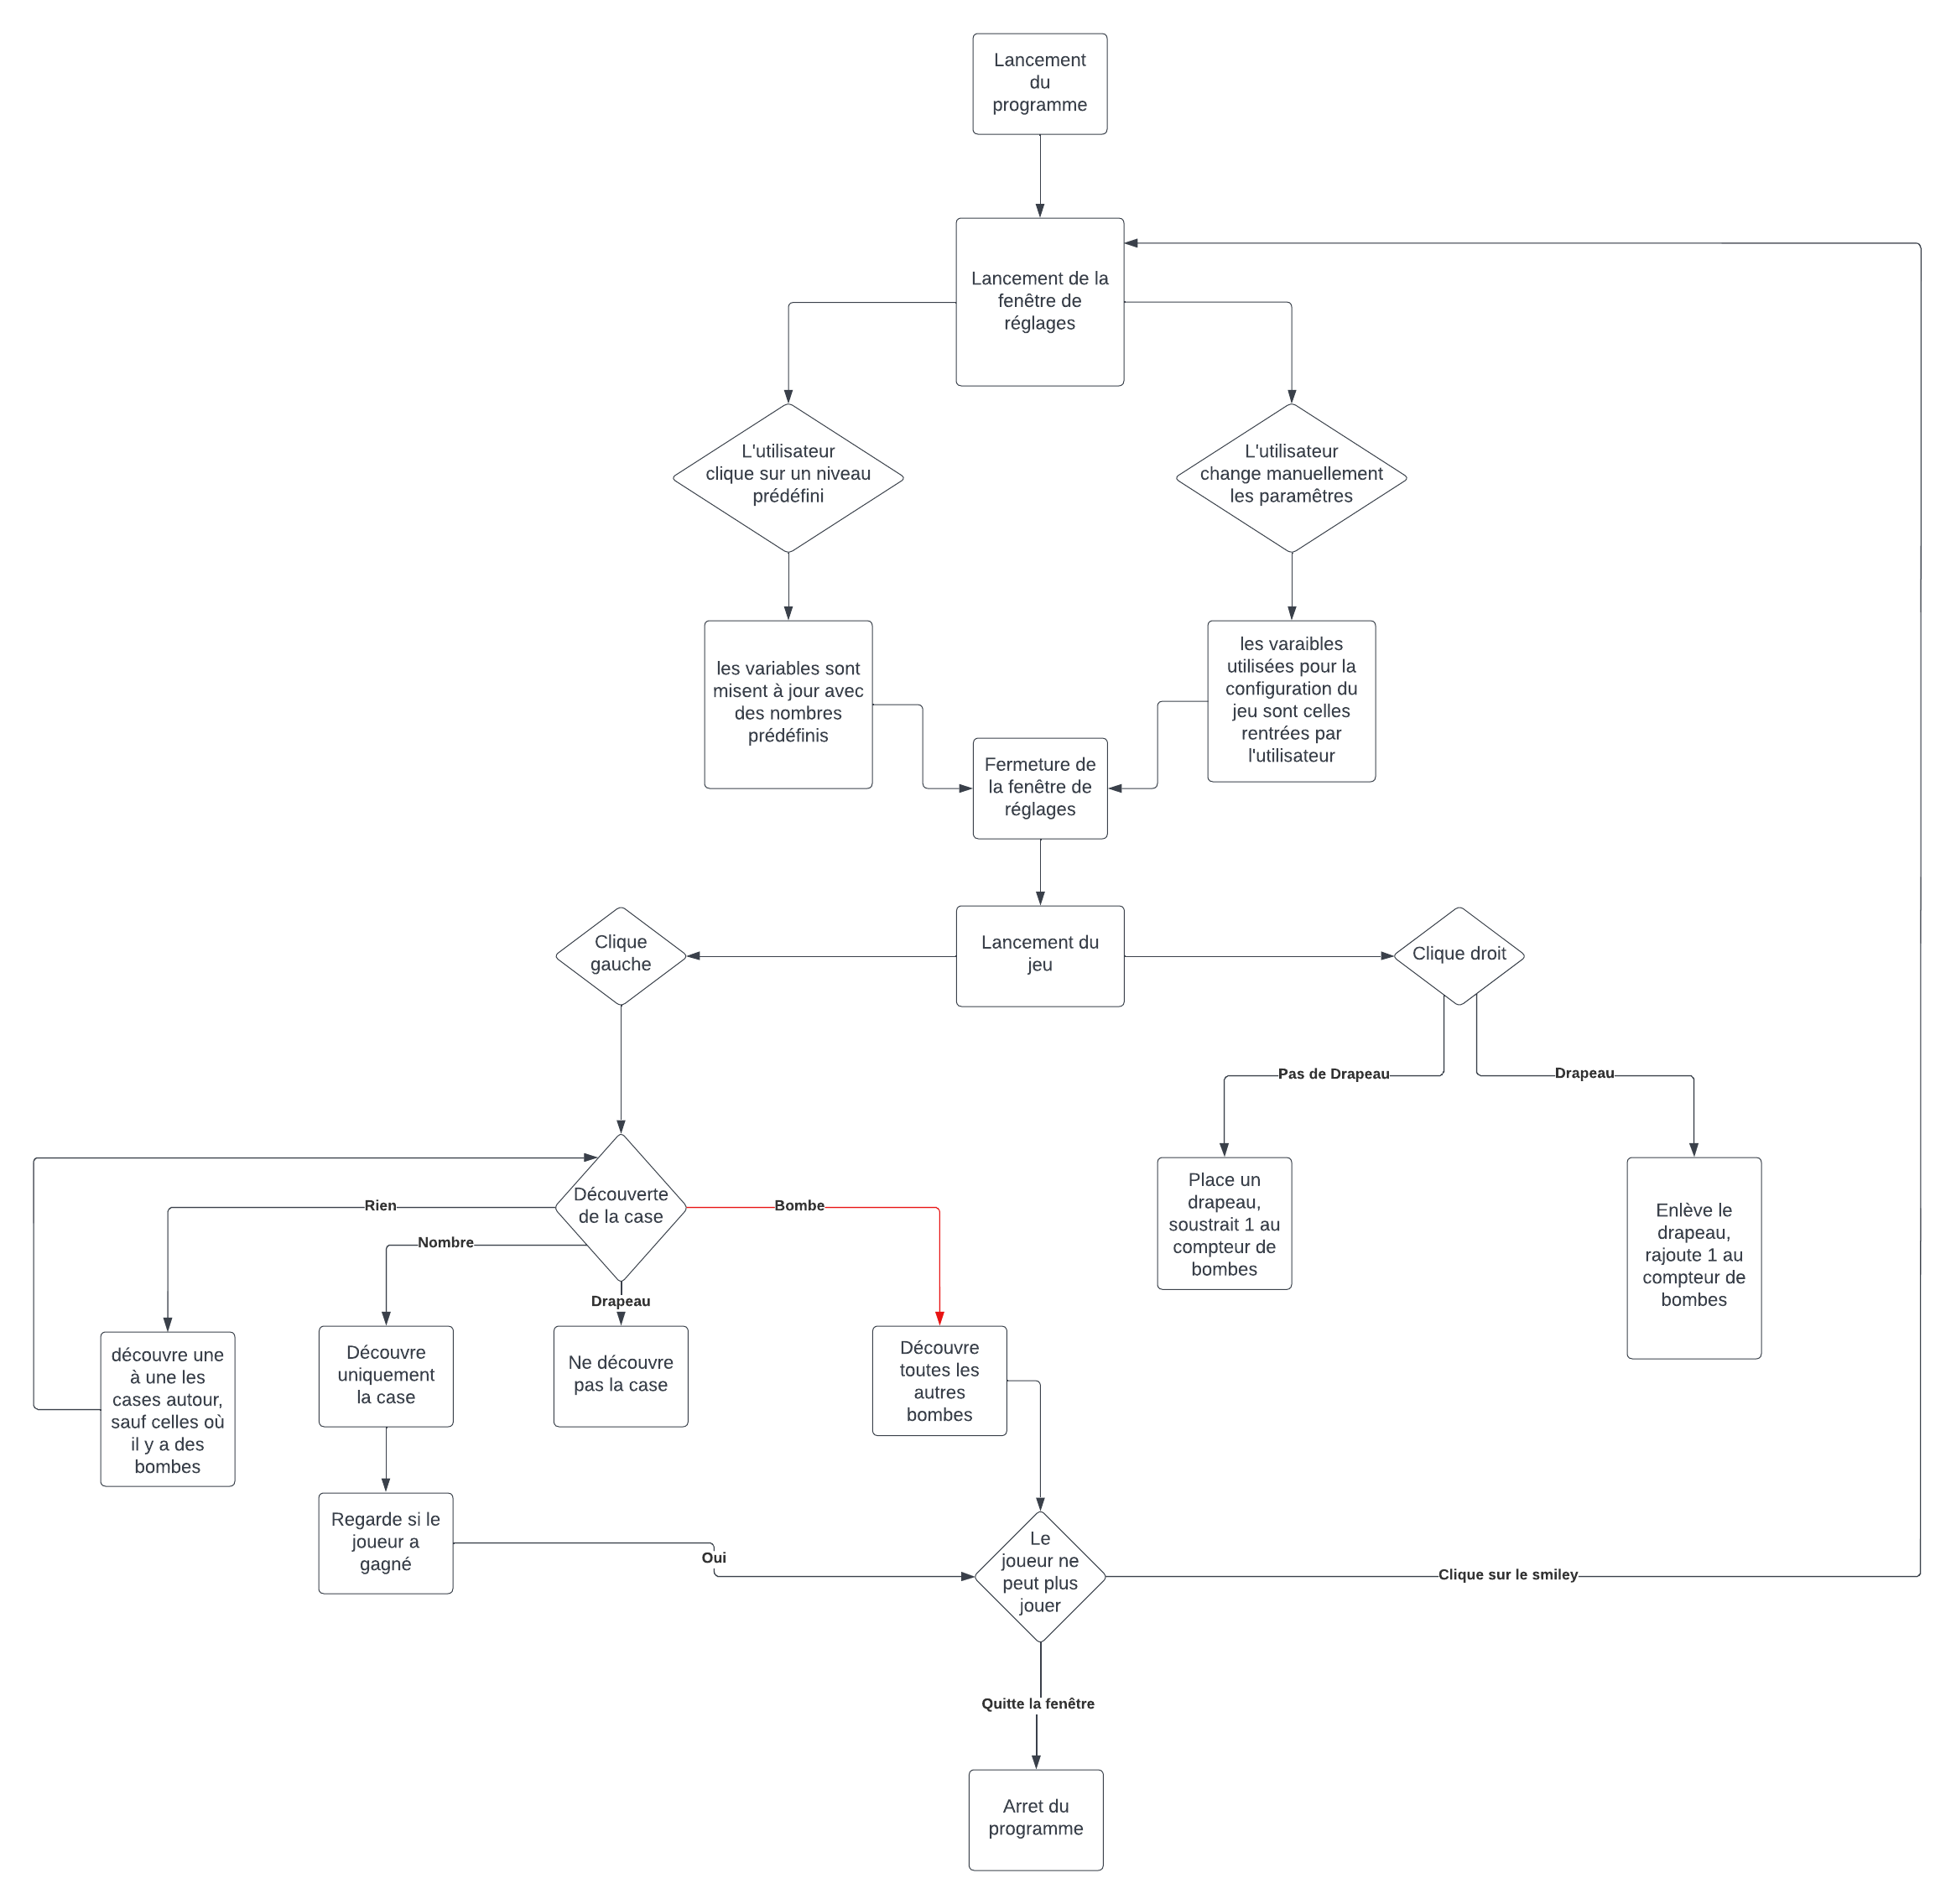 Lancement
du
programme
Lancement de la
fenêtre de
réglages
L'utilisateur
clique sur un niveau
prédéfini
L'utilisateur
change manuellement
les paramêtres
les variables sont
misent à jour avec
des nombres
prédéfinis
les varaibles
utilisées pour la
configuration du
jeu sont celles
rentrées par
l'utilisateur
Fermeture de
la fenêtre de
réglages
Clique
gauche
Lancement du
jeu
Clique droit
Pas de Drapeau
Drapeau
Découverte
de la case
Rien
Nombre
Drapeau
Bombe
Place un
drapeau,
soustrait 1 au
compteur de
bombes
Enlève le
drapeau,
rajoute 1 au
compteur de
bombes
découvre une
à une les
cases autour,
sauf celles où
il y a des
bombes
Découvre
uniquement
la case
Ne découvre
pas la case
Découvre
toutes les
autres
bombes
Regarde si le
joueur a
gagné
Oui
Le
joueur ne
peut plus
jouer
Clique sur le smiley
Quitte la fenêtre
Arret du
programme